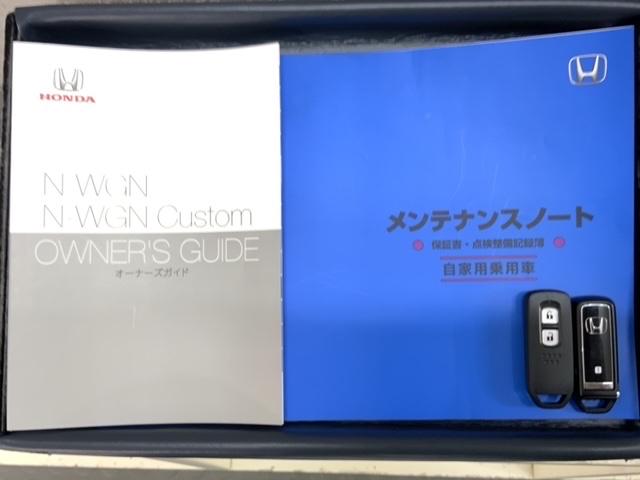 HONDA
N-WGN
N-WGN Custom
OWNER'S GUIDE
オーナーズガイド
メンテナンスノート
保証書・点検整備記録簿
自家用乗用車